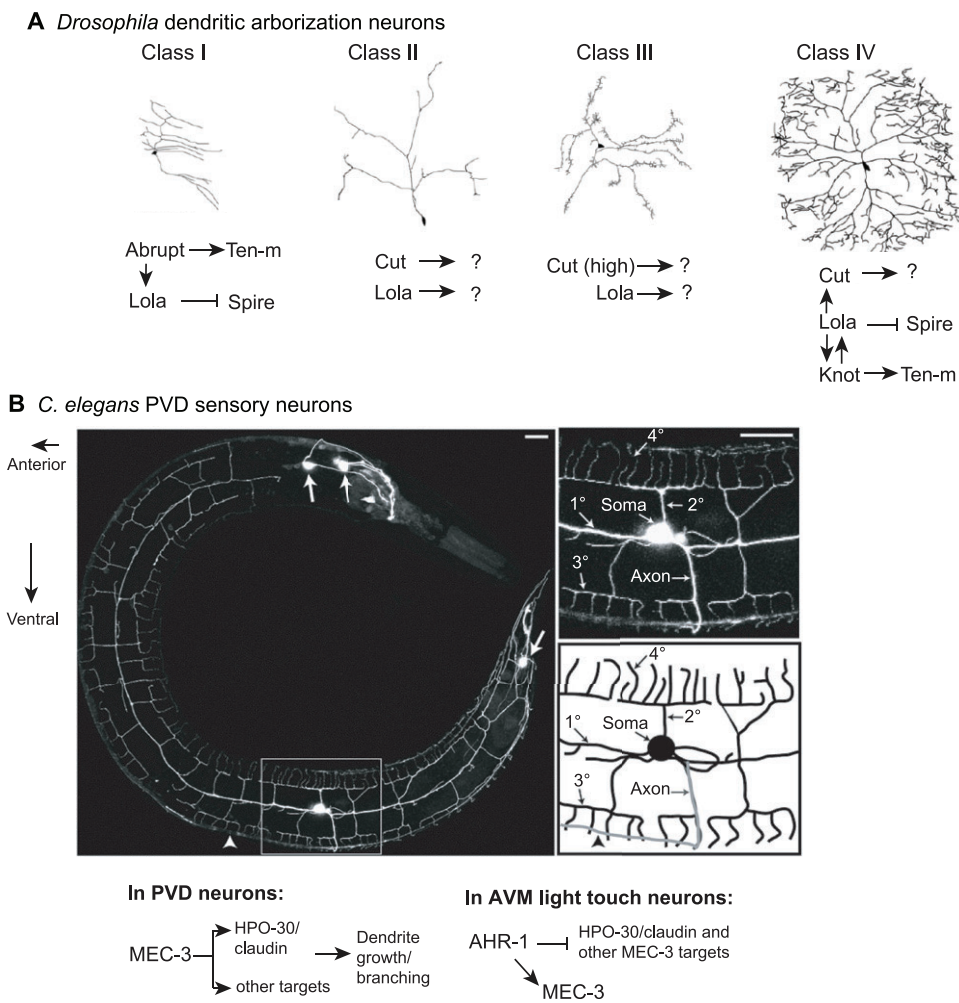 A Drosophila dendritic arborization neurons
Class I Class II Class III Class IV
Abrupt Ten-m
Lola Spire
Cut ?
Lola ?
Cut (high) ?
Lola ?
Cut ?
Lola Spire
Knot Ten-m
B C. elegans PVD sensory neurons
Anterior
Ventral
4°
1° Soma 2°
3° Axon
4°
1° Soma 2°
3° Axon
In PVD neurons:
MEC-3
HPO-30/
claudin
other targets
Dendrite
growth/
branching
In AVM light touch neurons:
AHR-1
HPO-30/claudin and
other MEC-3 targets
MEC-3